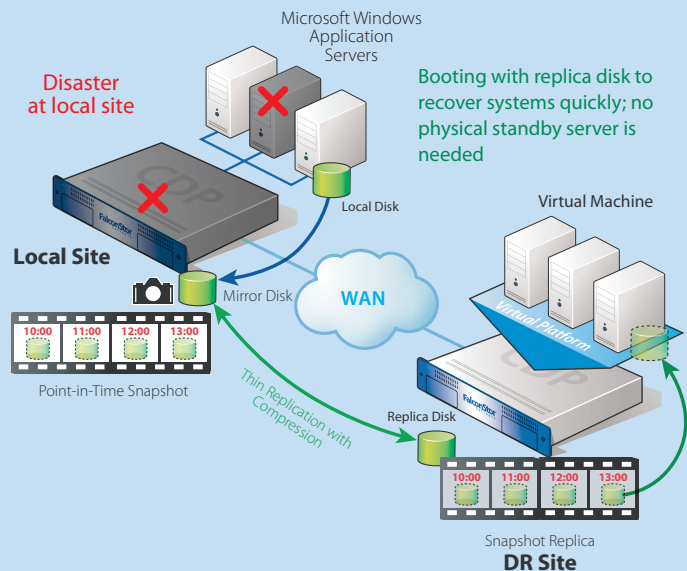 Microsoft Windows
Application
Servers
Disaster
at local site
Booting with replica disk to
recover systems quickly; no
physical standby server is
needed
CDP
FalconStor
Local Disk
Virtual Machine
Local Site
Mirror Disk
WAN
Virtual Platform
10:00
11:00
12:00
13:00
Point-in-Time Snapshot
Thin Replication with
Compression
CDP
FalconStor
Replica Disk
10:00
11:00
12:00
13:00
Snapshot Replica
DR Site